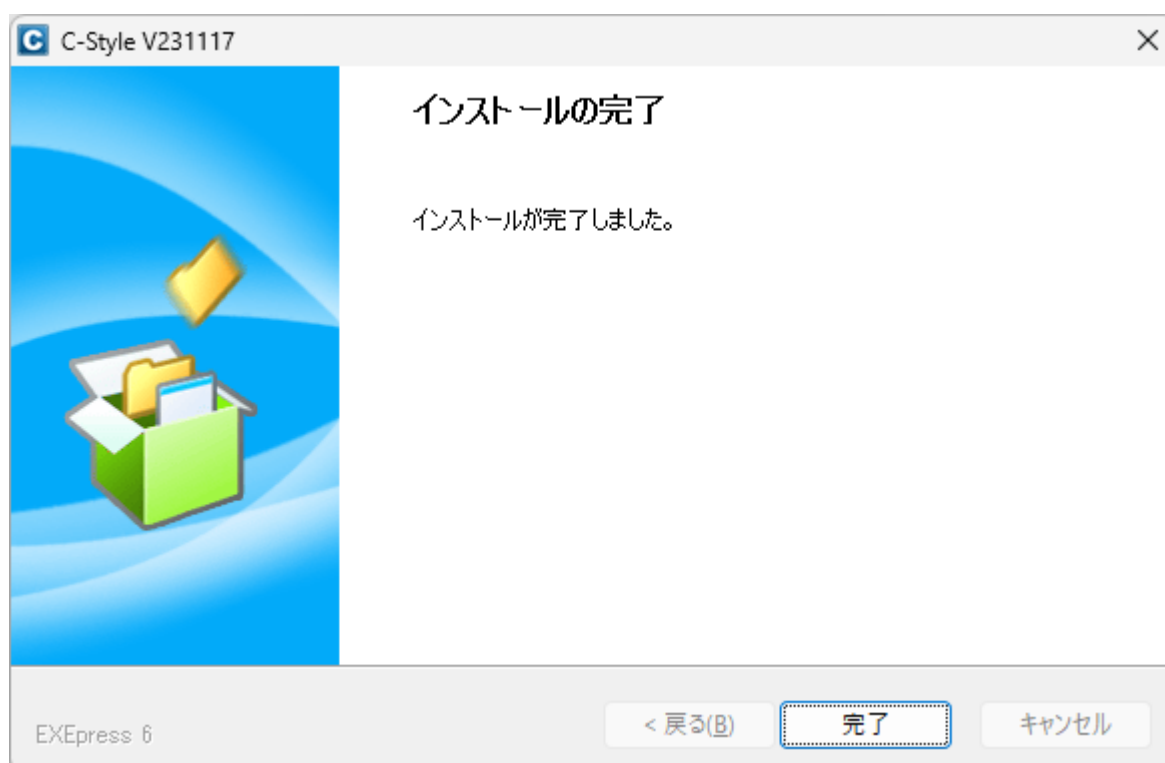 C-Style V231117
インストールの完了
インストールが完了しました。
EXEpress 6
< 戻る(B)
完了
キャンセル